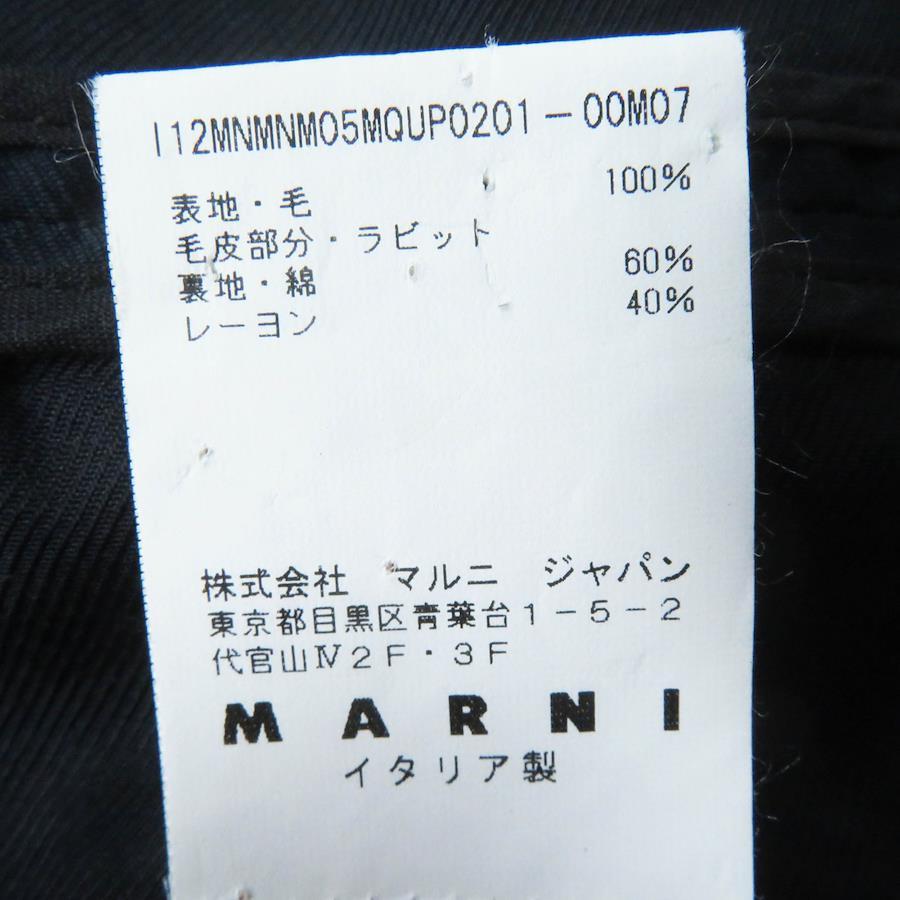 I12MNMNM05MQUP0201-00M07
表地・毛 100%
毛皮部分・ラビット
裏地・綿 60%
レーヨン 40%
株式会社 マルニ ジャパン
東京都目黒区青葉台1-5-2
代官山Ⅳ2F・3F
MARNI
イタリア製